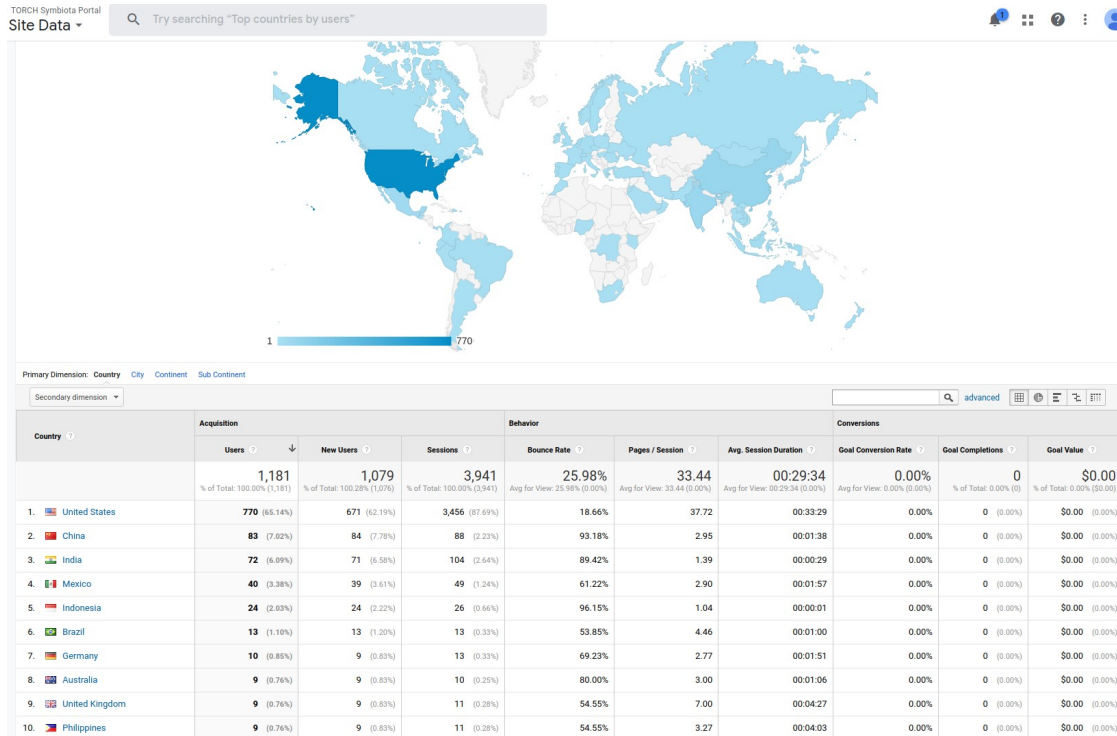 TORCH Symbiota Portal
Site Data
Try searching "Top countries by users"
1
1 770
Primary Dimension: Country City Continent Sub Continent
Secondary dimension
advanced
Country Acquisition Behavior Conversions
Users New Users Sessions Bounce Rate Pages / Session Avg. Session Duration Goal Conversion Rate Goal Completions Goal Value
1,181 1,079 3,941 25.98% 33.44 00:29:34 0.00% 0 $0.00
% of Total: 100.00% (1,181) % of Total: 100.28% (1,076) % of Total: 100.00% (3,941) Avg for View: 25.98% (0.00%) Avg for View: 33.44 (0.00%) Avg for View: 00:29:34 (0.00%) Avg for View: 0.00% (0.00%) % of Total: 0.00% (0) % of Total: 0.00% ($0.00
1. United States 770 (65.14%) 671 (62.19%) 3,456 (87.69%) 18.66% 37.72 00:33:29 0.00% 0 (0.00%) $0.00 (0.00%)
2. China 83 (7.02%) 84 (7.78%) 88 (2.23%) 93.18% 2.95 00:01:38 0.00% 0 (0.00%) $0.00 (0.00%)
3. India 72 (6.09%) 71 (6.58%) 104 (2.64%) 89.42% 1.39 00:00:29 0.00% 0 (0.00%) $0.00 (0.00%)
4. Mexico 40 (3.38%) 39 (3.61%) 49 (1.24%) 61.22% 2.90 00:01:57 0.00% 0 (0.00%) $0.00 (0.00%)
5. Indonesia 24 (2.03%) 24 (2.22%) 26 (0.66%) 96.15% 1.04 00:00:01 0.00% 0 (0.00%) $0.00 (0.00%)
6. Brazil 13 (1.10%) 13 (1.20%) 13 (0.33%) 53.85% 4.46 00:01:00 0.00% 0 (0.00%) $0.00 (0.00%)
7. Germany 10 (0.85%) 9 (0.83%) 13 (0.33%) 69.23% 2.77 00:01:51 0.00% 0 (0.00%) $0.00 (0.00%)
8. Australia 9 (0.76%) 9 (0.83%) 10 (0.25%) 80.00% 3.00 00:01:06 0.00% 0 (0.00%) $0.00 (0.00%)
9. United Kingdom 9 (0.76%) 9 (0.83%) 11 (0.28%) 54.55% 7.00 00:04:27 0.00% 0 (0.00%) $0.00 (0.00%)
10. Philippines 9 (0.76%) 9 (0.83%) 11 (0.28%) 54.55% 3.27 00:04:03 0.00% 0 (0.00%) $0.00 (0.00%)